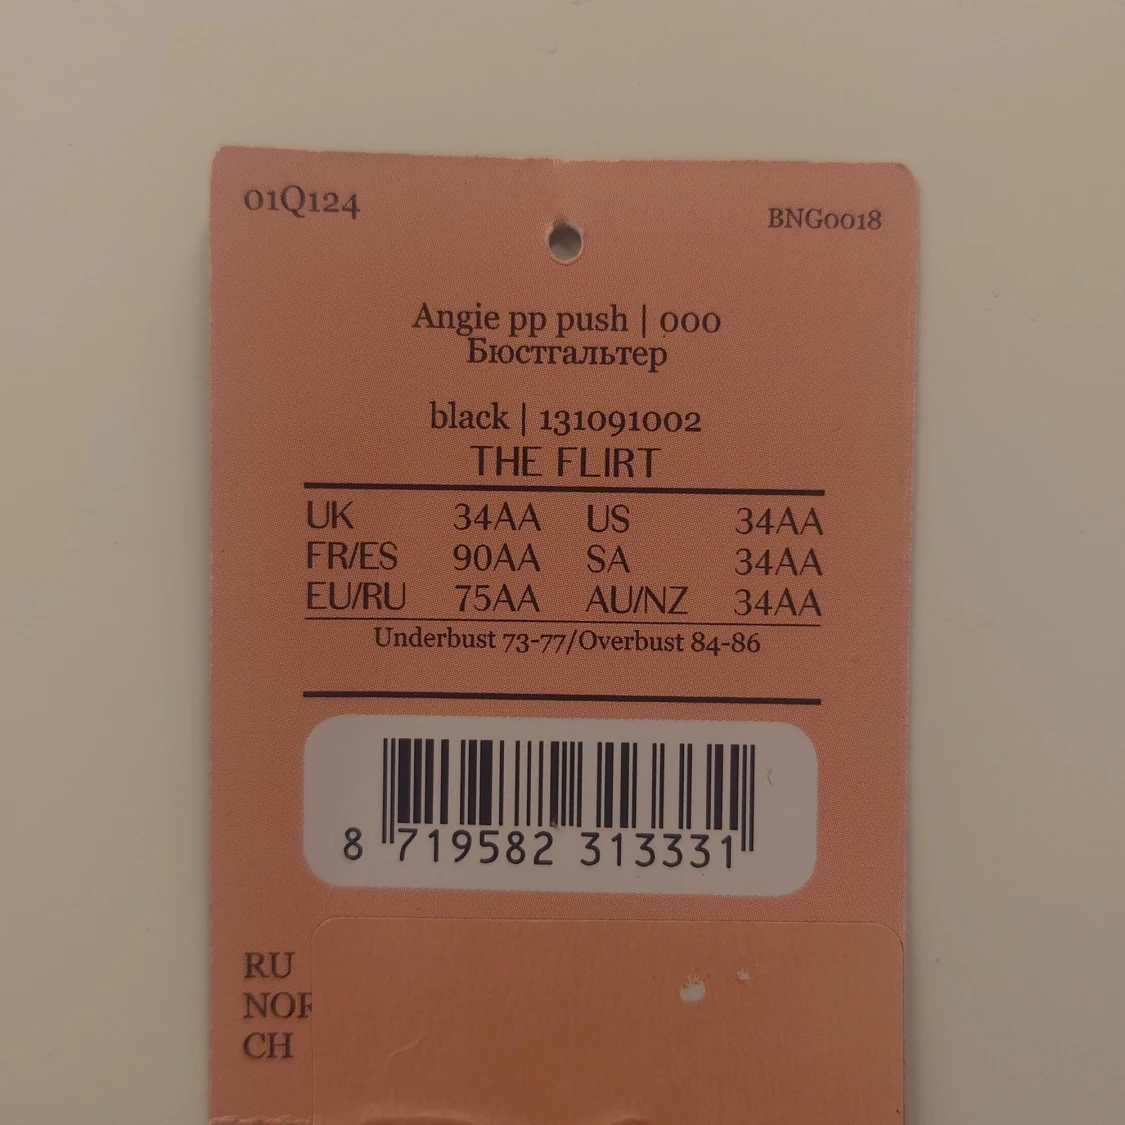 01Q124
BNG0018
Angie pp push | 000
Бюстгальтер
black | 131091002
THE FLIRT
UK 34AA US 34AA
FR/ES 90AA SA 34AA
EU/RU 75AA AU/NZ 34AA
Underbust 73-77/Overbust 84-86
8 719582 313331
RU
NOR
CH